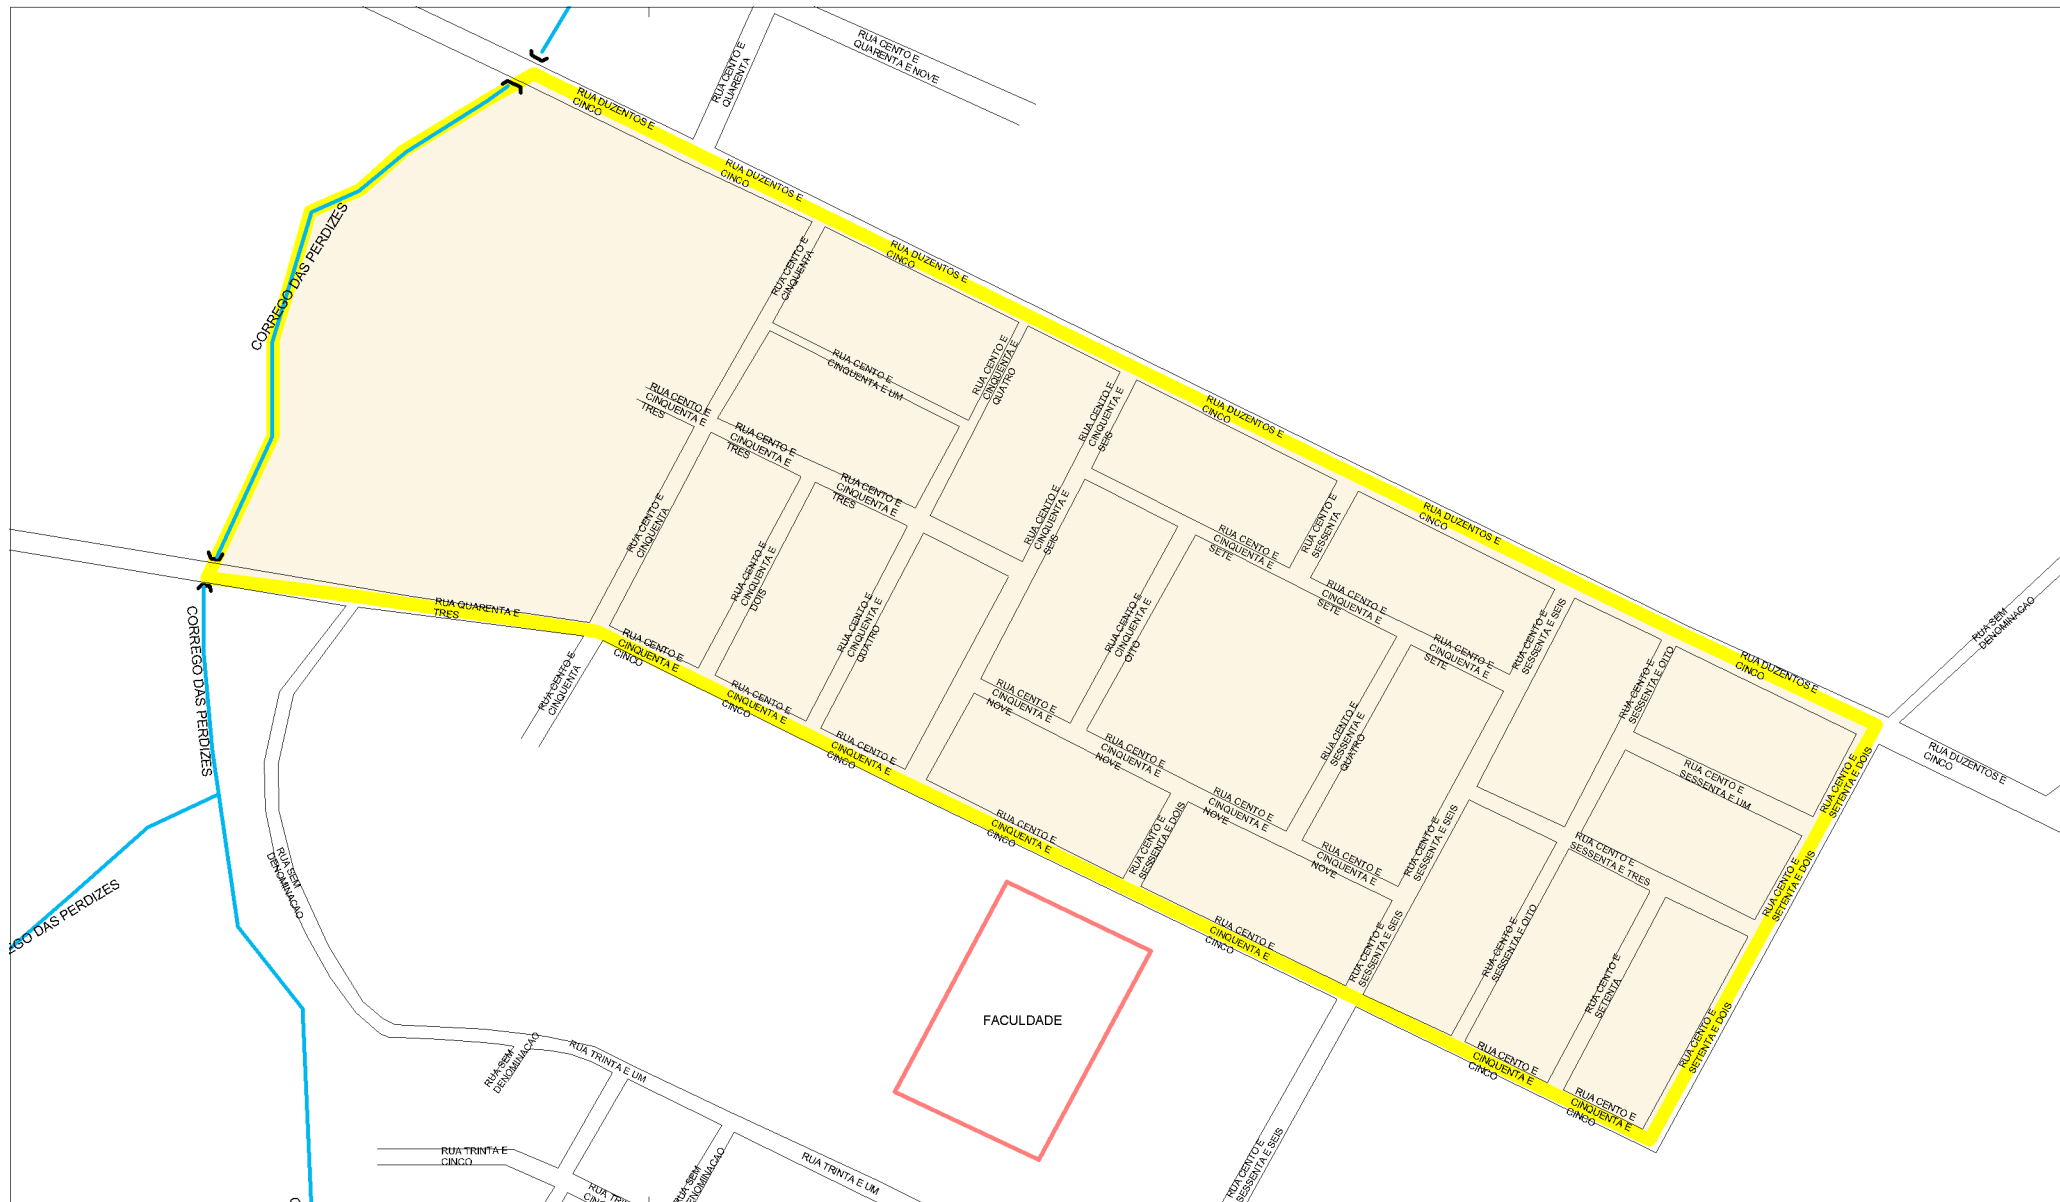 RUA CENTO E
QUARENTA E NOVE
RUA CENTO E
QUARENTA
RUA DUZENTOS E
CINCO
RUA DUZENTOS E
CINCO
CORREGO DAS PERDIZES
RUA CENTO E
CINQUENTA
RUA DUZENTOS E
CINCO
RUA CENTO E
CINQUENTA E UM
RUA CENTO E
CINQUENTA E
QUATRO
RUA CENTO E
CINQUENTA E
TRES
RUA CENTO E
CINQUENTA E
TRES
RUA CENTO E
CINQUENTA E
TRES
RUA CENTO E
CINQUENTA E
SEIS
RUA DUZENTOS E
CINCO
RUA CENTO E
CINQUENTA
RUA CENTO E
CINQUENTA E
SEIS
RUA CENTO E
CINQUENTA E
SETE
RUA CENTO E
SESSENTA
RUA DUZENTOS E
CINCO
RUA CENTO E
CINQUENTA E
DOIS
RUA CENTO E
CINQUENTA E
QUATRO
RUA CENTO E
CINQUENTA E
OITO
RUA CENTO E
CINQUENTA E
SETE
RUA CENTO E
CINQUENTA E
SETE
RUA CENTO E
SESSENTA E SEIS
RUA CENTO E
SESSENTA E OITO
RUA DUZENTOS E
CINCO
RUA SEM
DENOMINACAO
RUA QUARENTA E
TRES
CORREGO DAS PERDIZES
RUA CENTO E
CINQUENTA
RUA CENTO E
CINQUENTA E
CINCO
RUA CENTO E
CINQUENTA E
CINCO
RUA CENTO E
CINQUENTA E
CINCO
RUA CENTO E
CINQUENTA E
NOVE
RUA CENTO E
CINQUENTA E
NOVE
RUA CENTO E
SESSENTA E
QUATRO
RUA CENTO E
SESSENTA E UM
RUA CENTO E
SETENTA E DOIS
RUA DUZENTOS E
CINCO
RUA CENTO E
CINQUENTA E
CINCO
RUA CENTO E
SESSENTA E DOIS
RUA CENTO E
CINQUENTA E
NOVE
RUA CENTO E
CINQUENTA E
NOVE
RUA CENTO E
SESSENTA E SEIS
RUA CENTO E
SESSENTA E TRES
RUA CENTO E
SETENTA E DOIS
RUA SEM
DENOMINACAO
EGO DAS PERDIZES
RUA CENTO E
CINQUENTA E
CINCO
RUA CENTO E
SESSENTA E SEIS
RUA CENTO E
SESSENTA E OITO
RUA CENTO E
SETENTA
RUA CENTO E
SETENTA E DOIS
FACULDADE
RUA SEM
DENOMINACAO
RUA TRINTA E UM
RUA CENTO E
CINQUENTA E
CINCO
RUA CENTO E
CINQUENTA E
CINCO
RUA TRINTA E
CINCO
RUA SEM
ENOMINACAO
RUA TRINTA E UM
RUA CENTO E
SESSENTA E SEIS